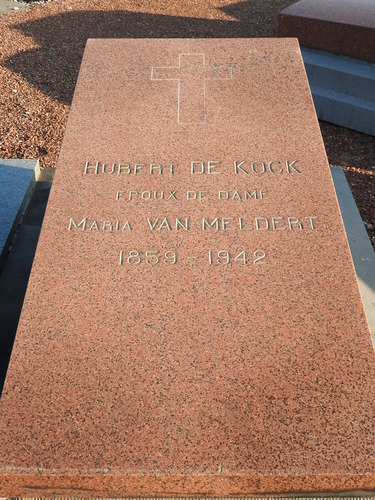 HUBERT DE KOCK
EPOUX DE DAME
MARIA VAN MELDERT
1859 - 1942